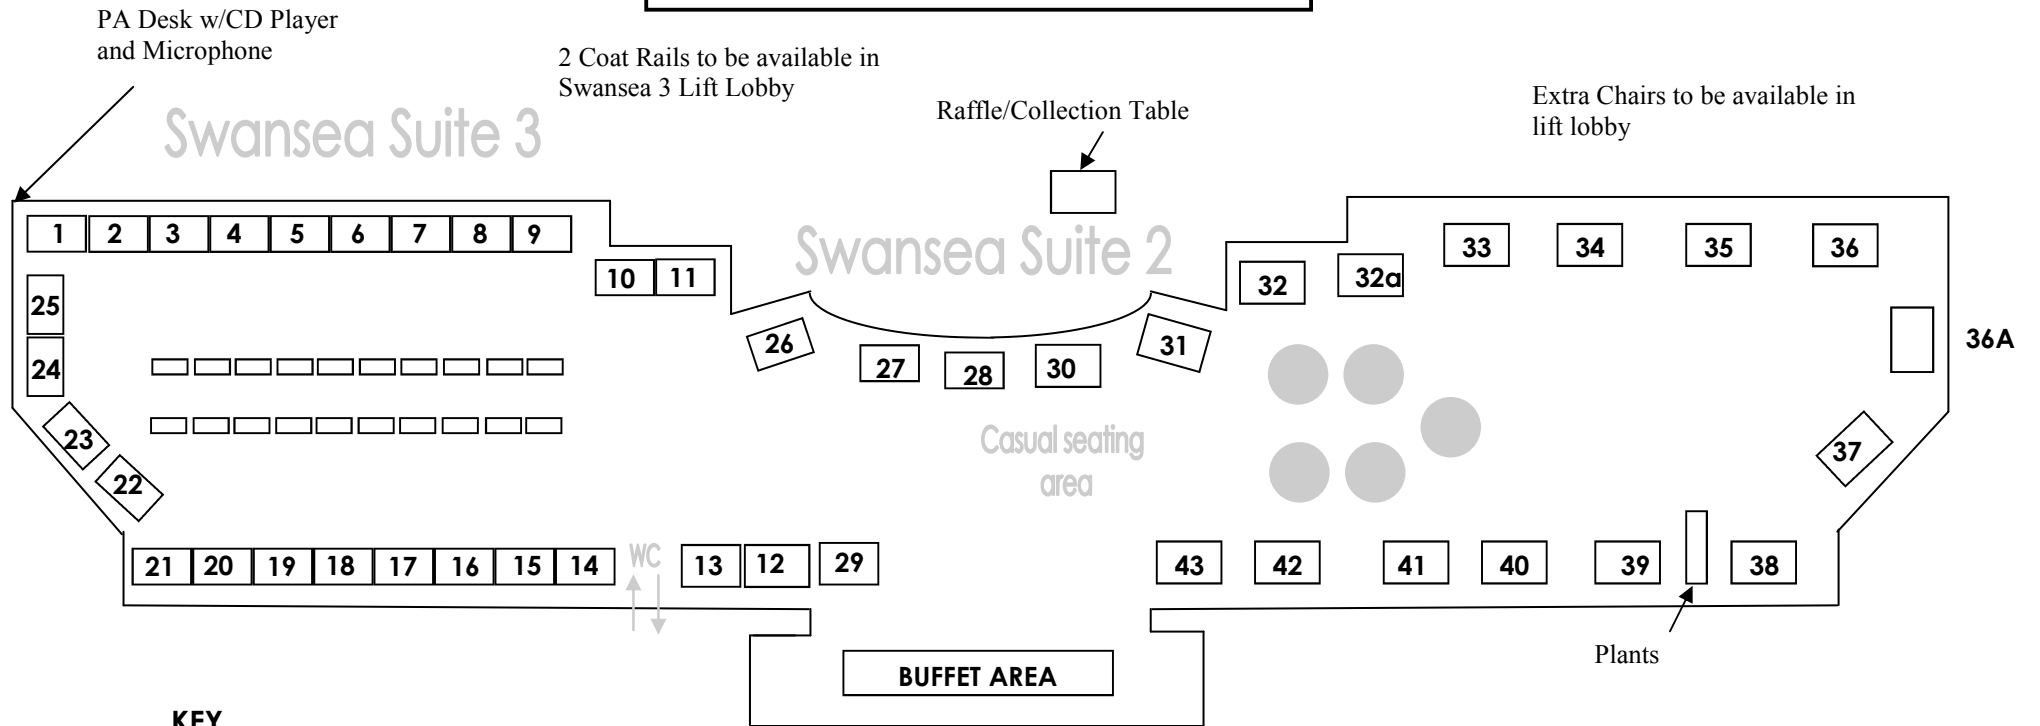 PA Desk w/CD Player
and Microphone
2 Coat Rails to be available in
Swansea 3 Lift Lobby
Raffle/Collection Table
Extra Chairs to be available in
lift lobby
Swansea Suite 3
Swansea Suite 2
1 2 3 4 5 6 7 8 9
10 11
32 32a
33 34 35 36
25
24
23
22
26 27 28 30 31
36A
37
Casual seating
area
21 20 19 18 17 16 15 14
WC
13 12 29
43 42 41 40 39 38
Plants
BUFFET AREA
KEY